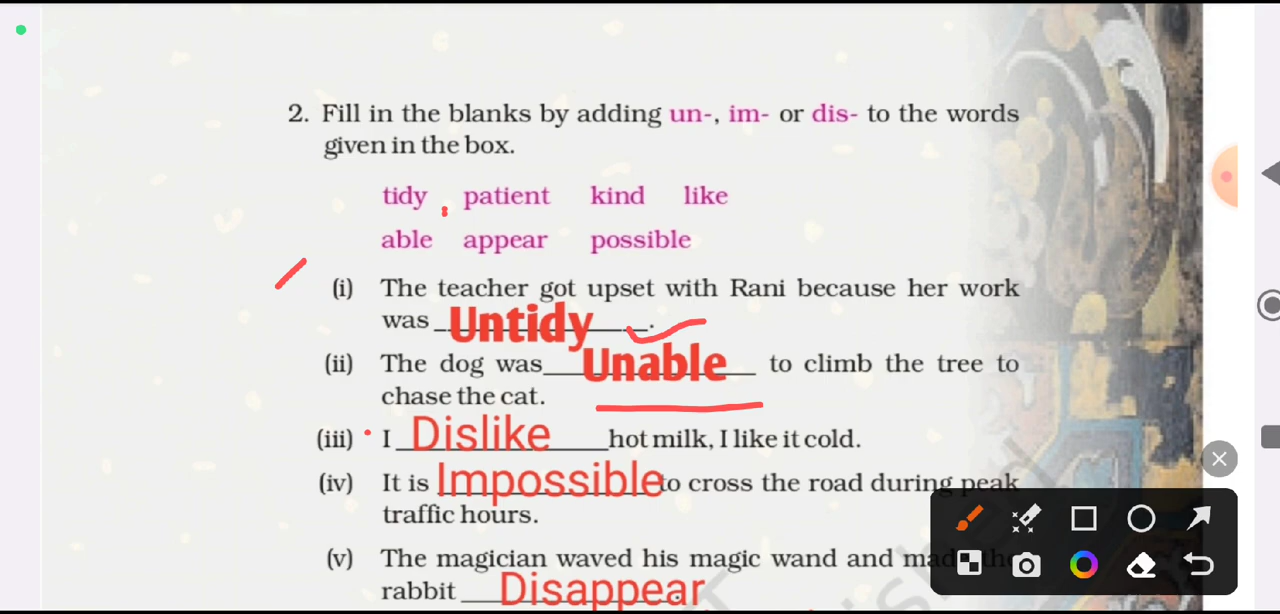 2. Fill in the blanks by adding un-, im- or dis- to the words
given in the box.
tidy patient kind like
able appear possible
(i) The teacher got upset with Rani because her work
was Untidy.
(ii) The dog was Unable to climb the tree to
chase the cat.
(iii) I Dislike hot milk, I like it cold.
(iv) It is Impossible to cross the road during peak
traffic hours.
(v) The magician waved his magic wand and made the
rabbit Disappear.